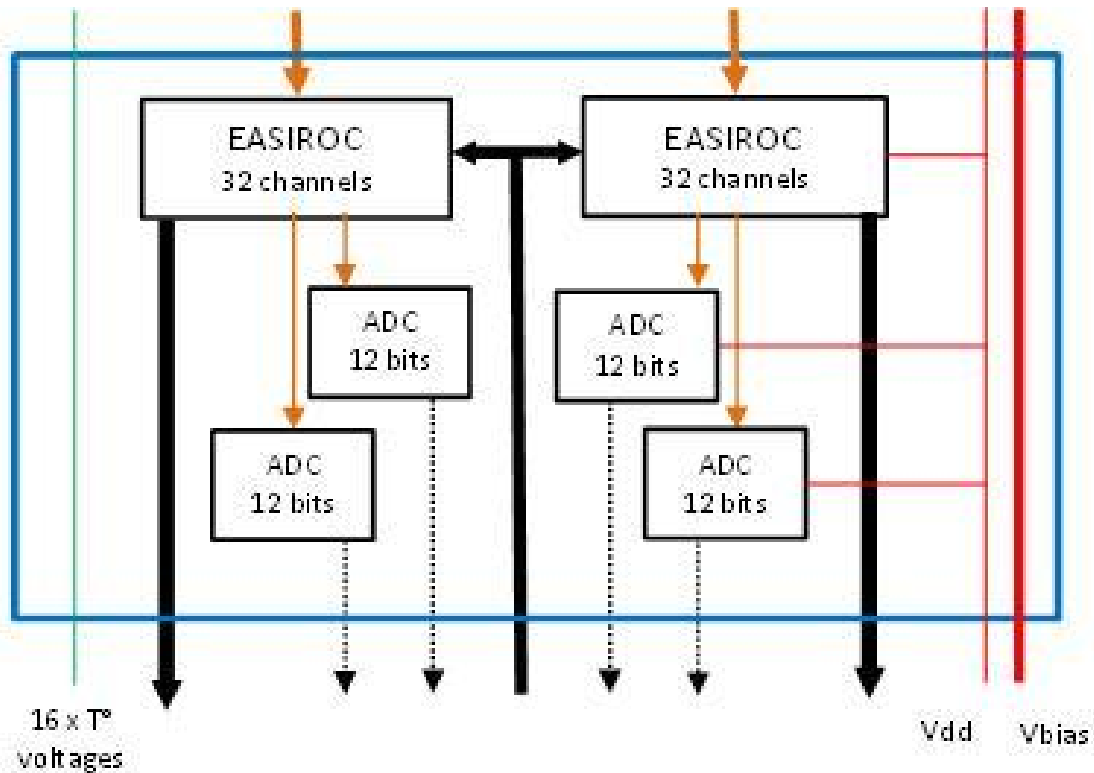 EASIROC
32 channels
EASIROC
32 channels
ADC
12 bits
ADC
12 bits
ADC
12 bits
ADC
12 bits
16 x T°
voltages
Vdd
Vbias